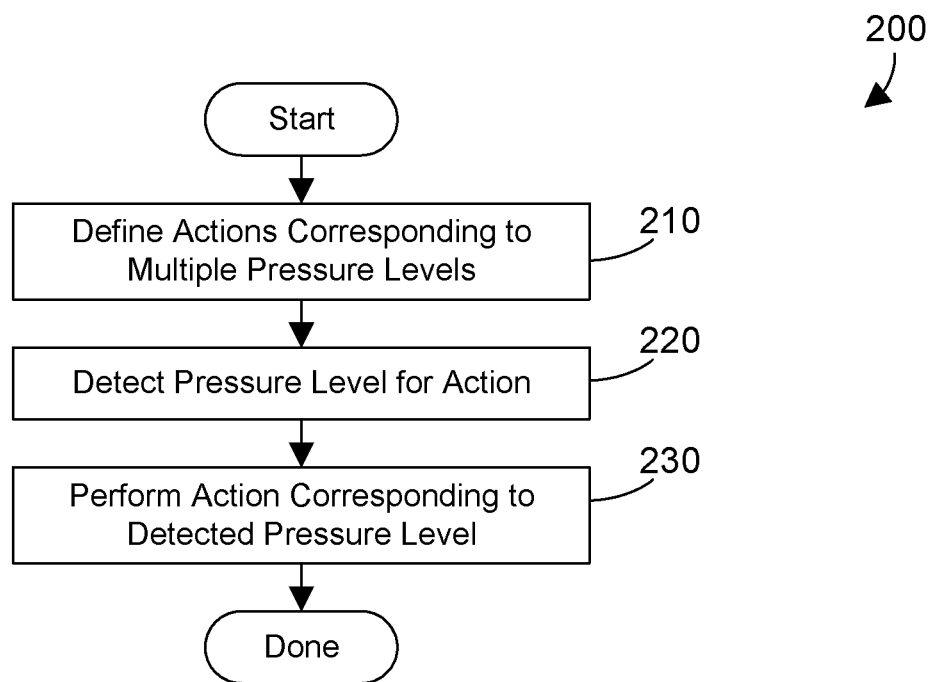 200
Start
Define Actions Corresponding to
Multiple Pressure Levels
210
Detect Pressure Level for Action
220
Perform Action Corresponding to
Detected Pressure Level
230
Done